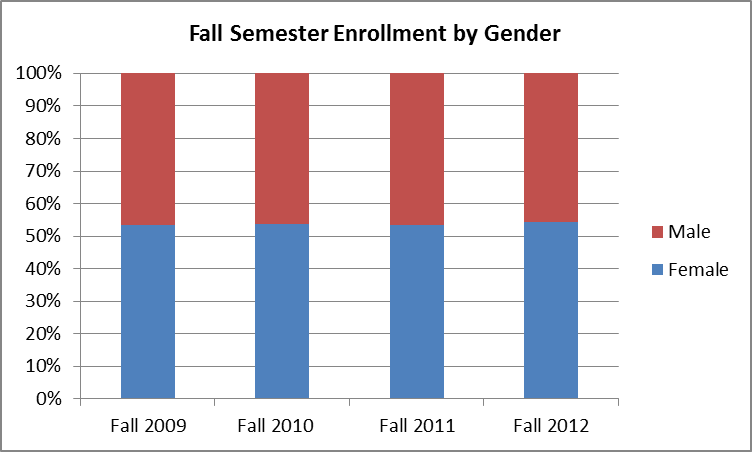 Fall Semester Enrollment by Gender
100%
90%
80%
70%
60%
50%
40%
30%
20%
10%
0%
Fall 2009 Fall 2010 Fall 2011 Fall 2012
Male
Female